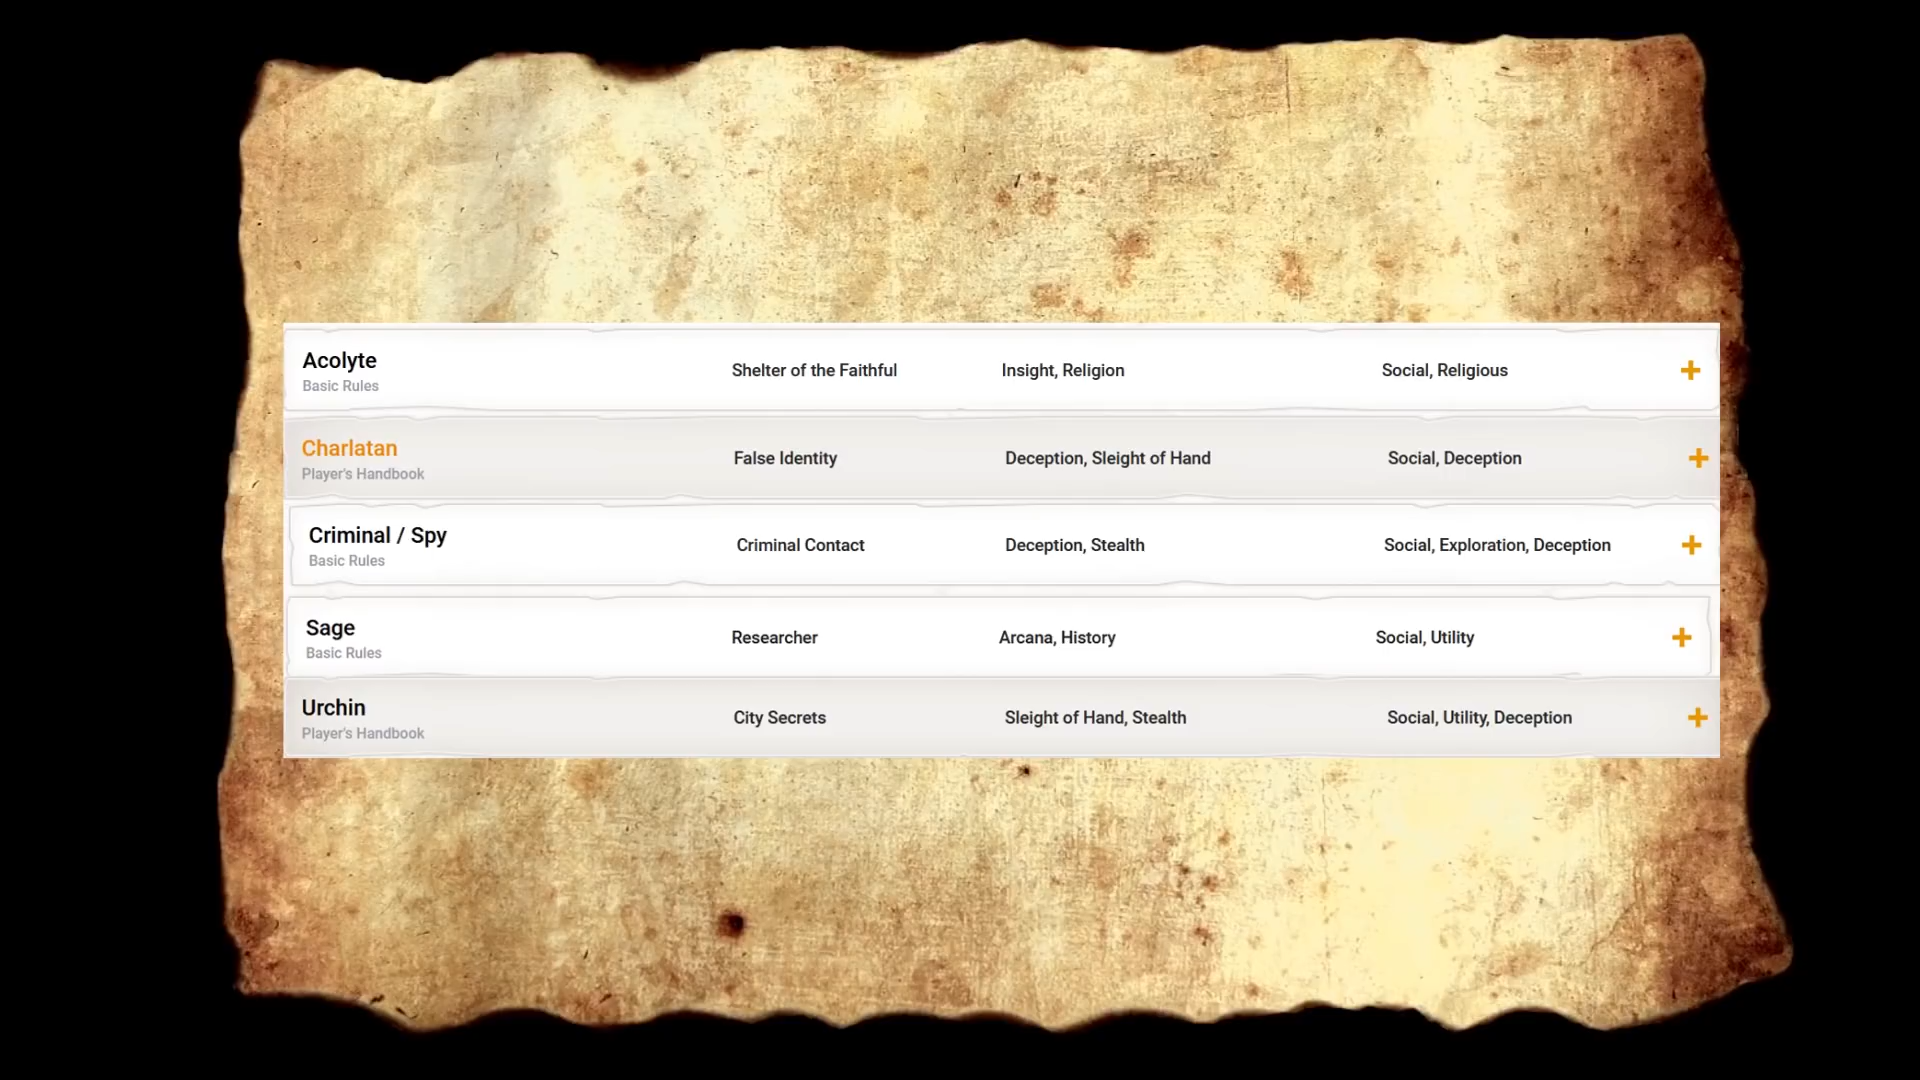 Acolyte
Basic Rules
Shelter of the Faithful
Insight, Religion
Social, Religious
Charlatan
Player's Handbook
False Identity
Deception, Sleight of Hand
Social, Deception
Criminal / Spy
Basic Rules
Criminal Contact
Deception, Stealth
Social, Exploration, Deception
Sage
Basic Rules
Researcher
Arcana, History
Social, Utility
Urchin
Player's Handbook
City Secrets
Sleight of Hand, Stealth
Social, Utility, Deception